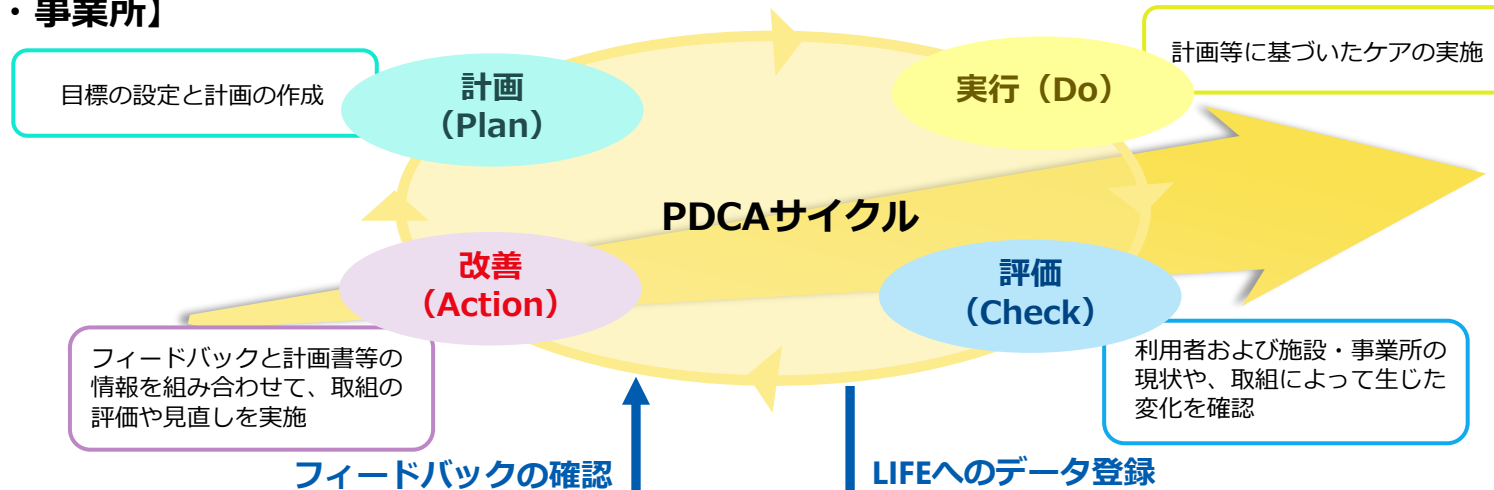 ・事業所】
目標の設定と計画の作成
計画
（Plan）
実行（Do）
計画等に基づいたケアの実施
PDCAサイクル
改善
（Action）
評価
（Check）
フィードバックと計画書等の
情報を組み合わせて、取組の
評価や見直しを実施
利用者および施設・事業所の
現状や、取組によって生じた
変化を確認
フィードバックの確認
LIFEへのデータ登録